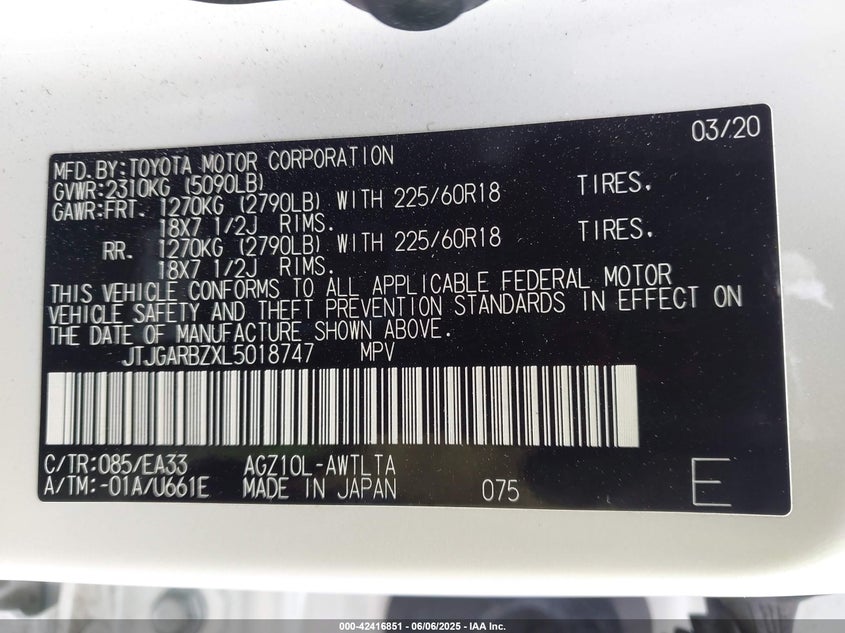 03/20
MFD.BY:TOYOTA MOTOR CORPORATION
GVWR:2310KG (5090LB)
GAWR:FRT. 1270KG (2790LB) WITH 225/60R18 TIRES.
18X7 1/2J RIMS.
RR. 1270KG (2790LB) WITH 225/60R18 TIRES.
18X7 1/2J RIMS.
THIS VEHICLE CONFORMS TO ALL APPLICABLE FEDERAL MOTOR
VEHICLE SAFETY AND THEFT PREVENTION STANDARDS IN EFFECT ON
THE DATE OF MANUFACTURE SHOWN ABOVE.
JTJGARBZXL5018747 MPV
C/TR:085/EA33 AGZ10L-AWTLTA
A/TM:-01A/U661E MADE IN JAPAN 075 E
000-42416851 - 06/06/2025 - IAA Inc.